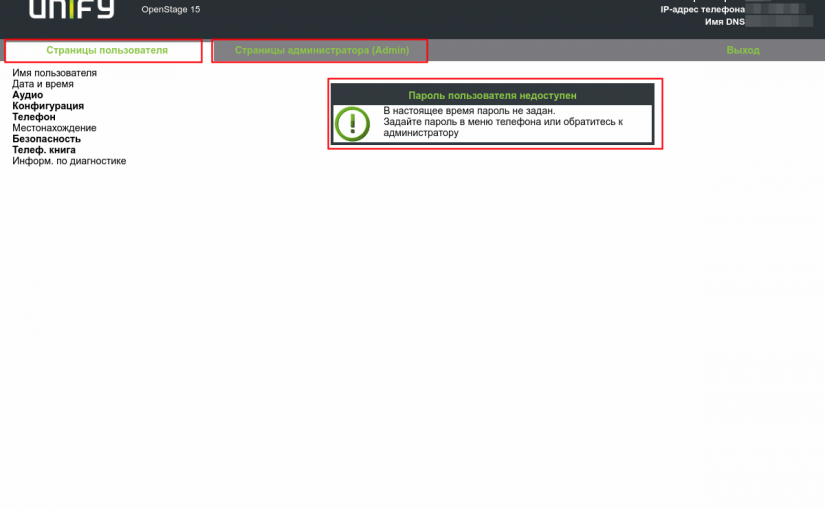 unify
OpenStage 15
IP-адрес телефона
Имя DNS
Страницы пользователя
Страницы администратора (Admin)
Выход
Имя пользователя
Дата и время
Аудио
Конфигурация
Телефон
Местонахождение
Безопасность
Телеф. книга
Информ. по диагностике
Пароль пользователя недоступен
В настоящее время пароль не задан.
Задайте пароль в меню телефона или обратитесь к
администратору